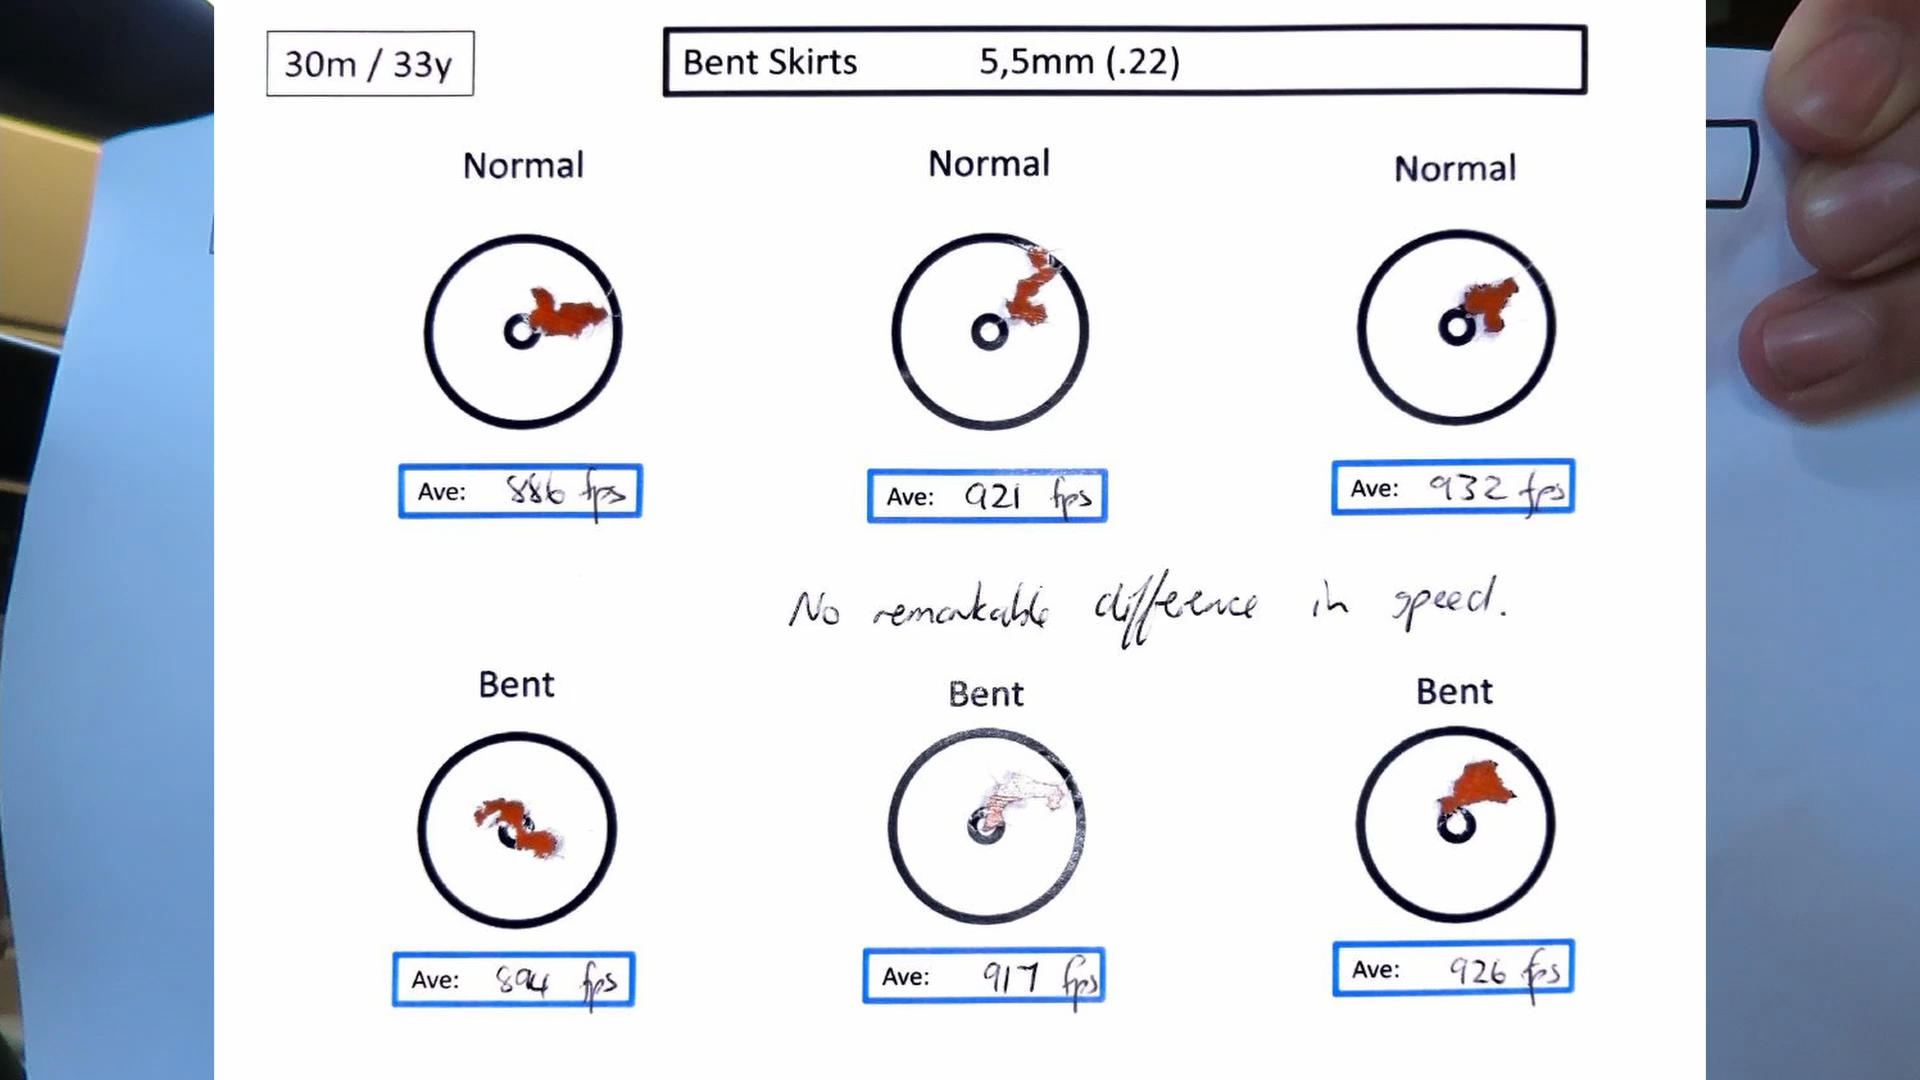 30m / 33y
Bent Skirts 5,5mm (.22)
Normal Normal Normal
Ave: 886 fps Ave: 921 fps Ave: 932 fps
No remarkable difference in speed.
Bent Bent Bent
Ave: 894 fps Ave: 917 fps Ave: 926 fps